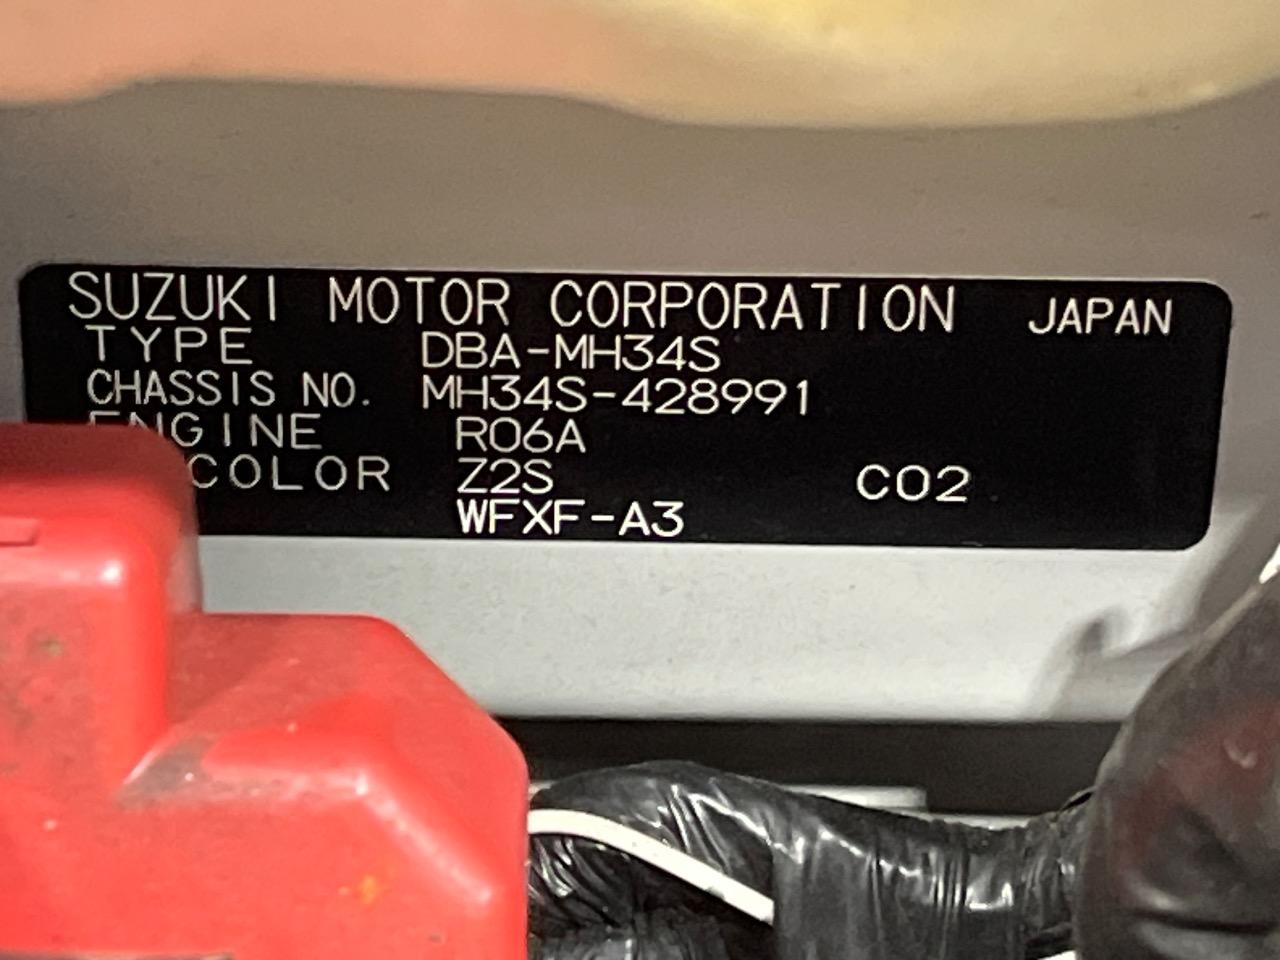 SUZUKI MOTOR CORPORATION JAPAN
TYPE DBA-MH34S
CHASSIS NO. MH34S-428991
ENGINE R06A
COLOR Z2S C02
WFXF-A3